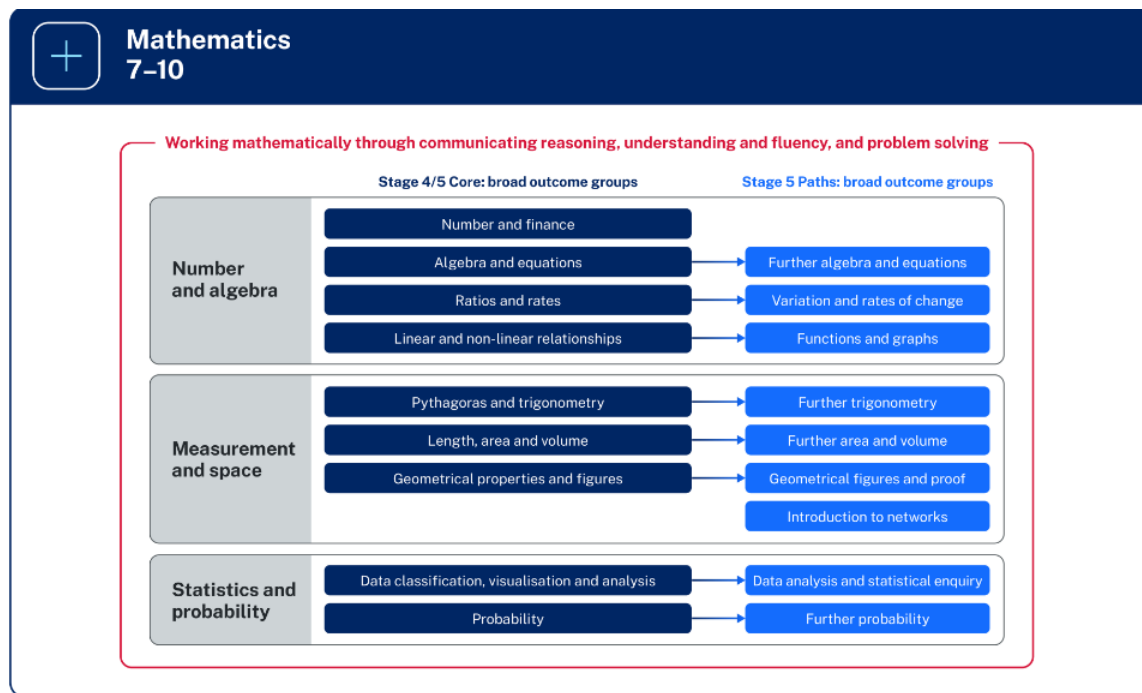 Mathematics
7–10
Working mathematically through communicating reasoning, understanding and fluency, and problem solving
Stage 4/5 Core: broad outcome groups
Stage 5 Paths: broad outcome groups
Number
and algebra
Number and finance
Algebra and equations
Further algebra and equations
Ratios and rates
Variation and rates of change
Linear and non-linear relationships
Functions and graphs
Measurement
and space
Pythagoras and trigonometry
Further trigonometry
Length, area and volume
Further area and volume
Geometrical properties and figures
Geometrical figures and proof
Introduction to networks
Statistics and
probability
Data classification, visualisation and analysis
Data analysis and statistical enquiry
Probability
Further probability